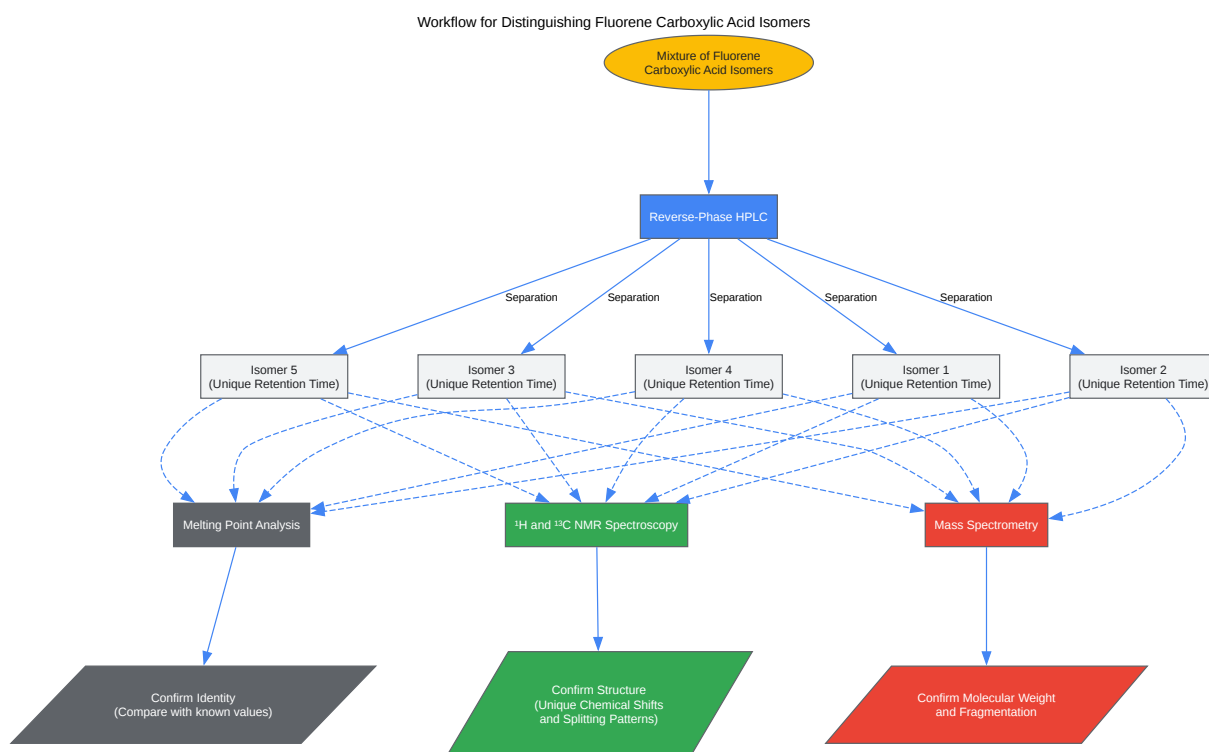 Workflow for Distinguishing Fluorene Carboxylic Acid Isomers
Mixture of Fluorene
Carboxylic Acid Isomers
Reverse-Phase HPLC
Separation
Separation
Separation
Separation
Separation
Isomer 5
(Unique Retention Time)
Isomer 3
(Unique Retention Time)
Isomer 4
(Unique Retention Time)
Isomer 1
(Unique Retention Time)
Isomer 2
(Unique Retention Time)
Melting Point Analysis
¹H and ¹³C NMR Spectroscopy
Mass Spectrometry
Confirm Identity
(Compare with known values)
Confirm Structure
(Unique Chemical Shifts
and Splitting Patterns)
Confirm Molecular Weight
and Fragmentation